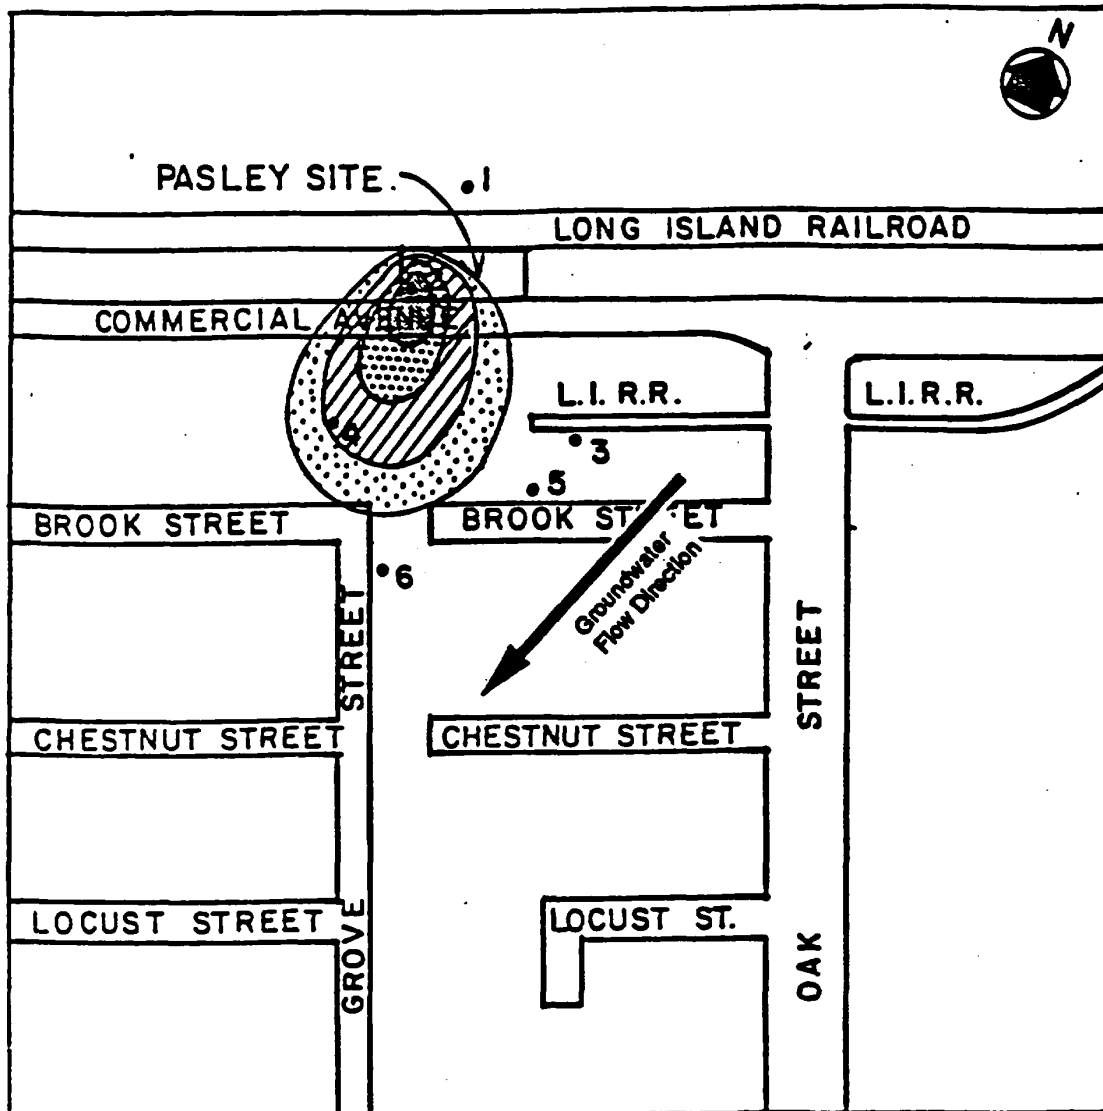 N
PASLEY SITE.
1
LONG ISLAND RAILROAD
COMMERCIAL
L.I.R.R.
L.I.R.R.
3
5
BROOK STREET
BROOK
6
Groundwater
Flow Direction
STREET
STREET
CHESTNUT STREET
CHESTNUT STREET
LOCUST STREET
LOCUST ST.
GROVE
OAK